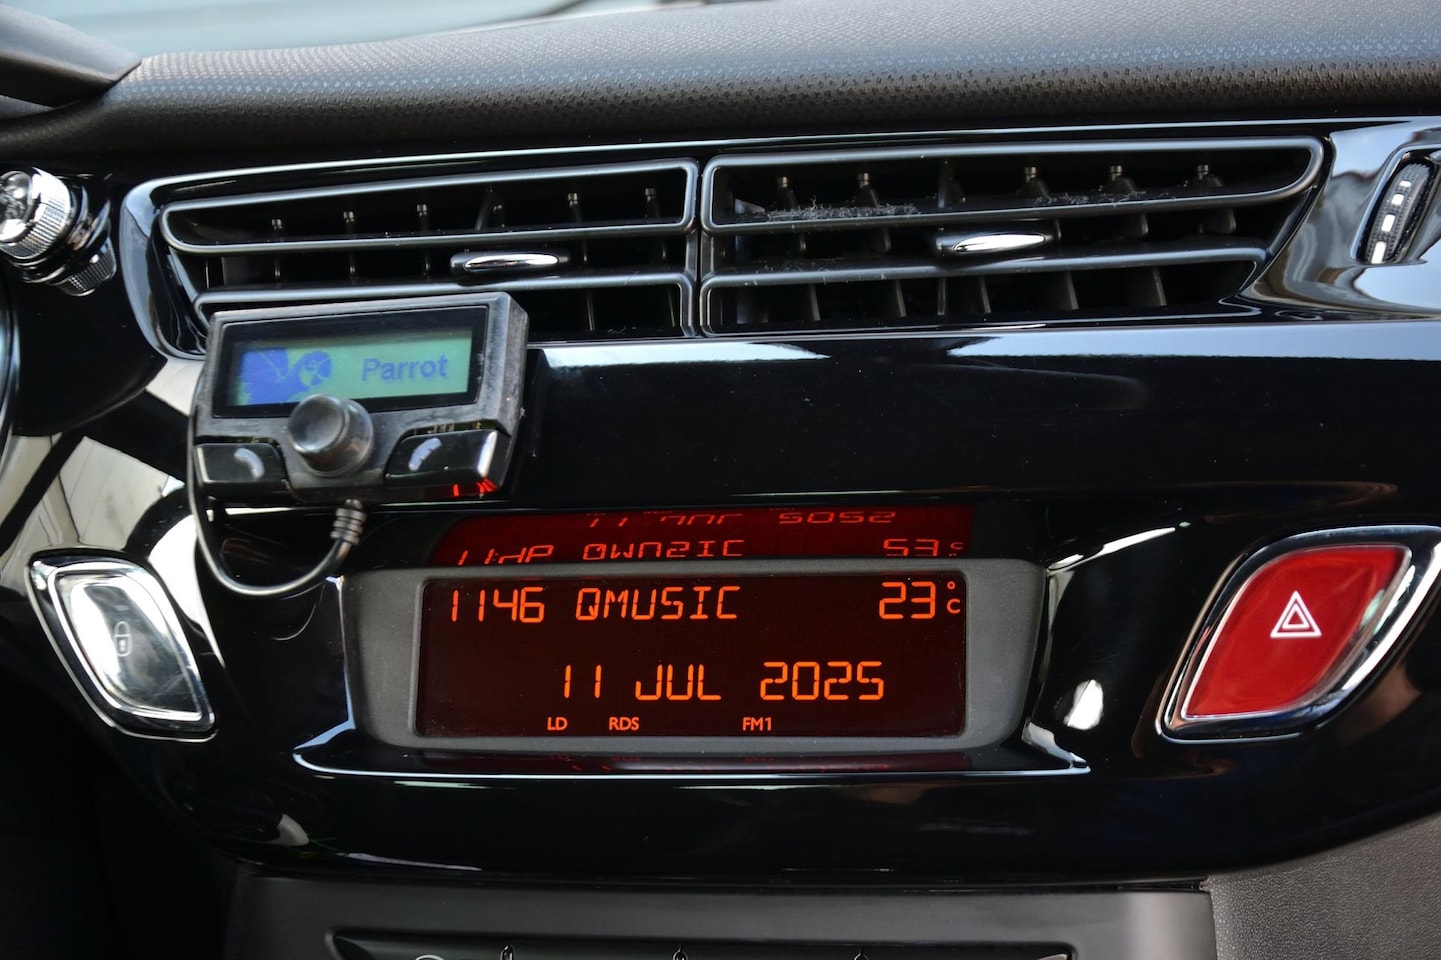 Parrot
1146 QMUSIC 23°C
11 JUL 2025
LD RDS FM1